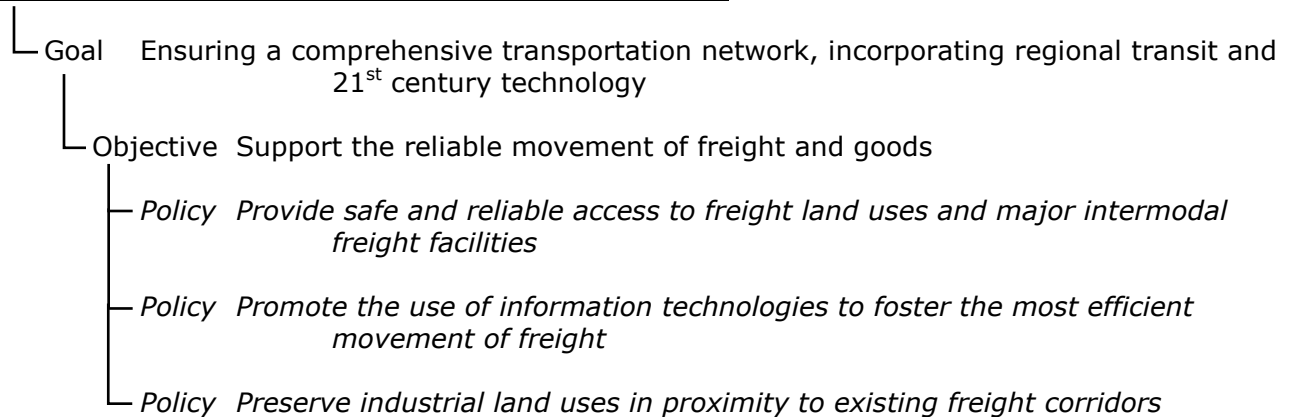 Goal Ensuring a comprehensive transportation network, incorporating regional transit and
21st century technology
Objective Support the reliable movement of freight and goods
Policy Provide safe and reliable access to freight land uses and major intermodal
freight facilities
Policy Promote the use of information technologies to foster the most efficient
movement of freight
Policy Preserve industrial land uses in proximity to existing freight corridors